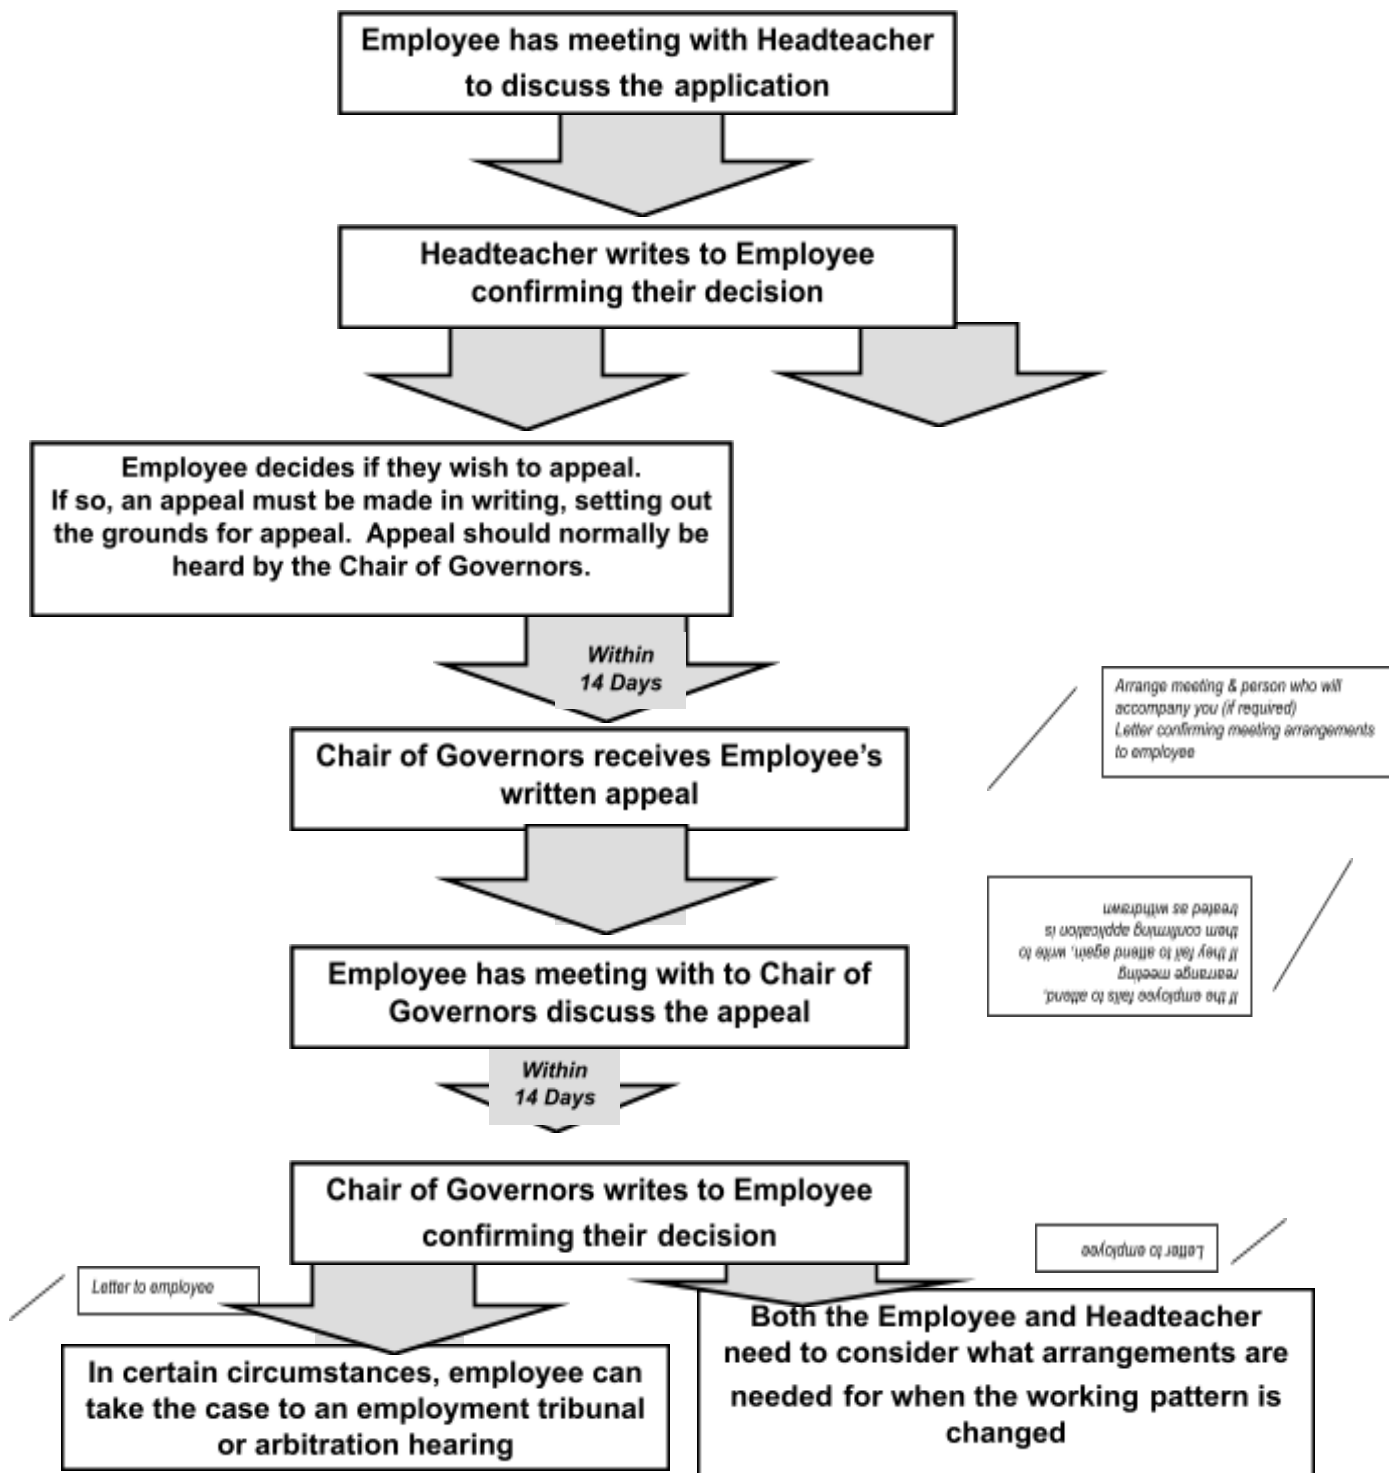 Employee has meeting with Headteacher
to discuss the application
Headteacher writes to Employee
confirming their decision
Employee decides if they wish to appeal.
If so, an appeal must be made in writing, setting out
the grounds for appeal.  Appeal should normally be
heard by the Chair of Governors.
Within
14 Days
Arrange meeting & person who will
accompany you (if required)
Letter confirming meeting arrangements
to employee
Chair of Governors receives Employee’s
written appeal
If the employee fails to attend,
rearrange meeting
If they fail to attend again, write to
them confirming application is
treated as withdrawn
Employee has meeting with to Chair of
Governors discuss the appeal
Within
14 Days
Chair of Governors writes to Employee
confirming their decision
Letter to employee
Letter to employee
Both the Employee and Headteacher
need to consider what arrangements are
needed for when the working pattern is
changed
In certain circumstances, employee can
take the case to an employment tribunal
or arbitration hearing